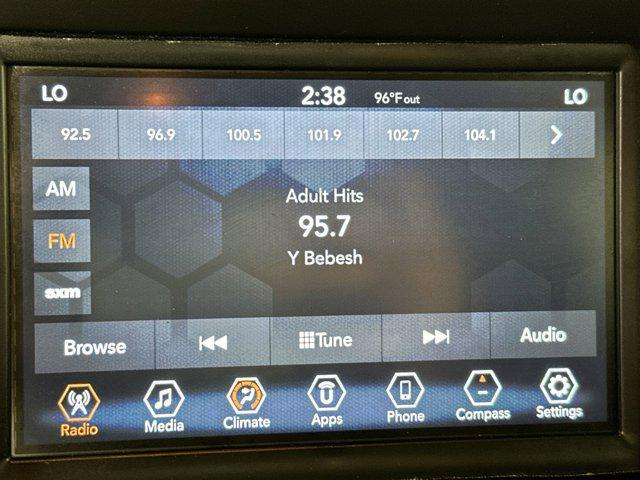 LO 2:38 96°F out LO
92.5 96.9 100.5 101.9 102.7 104.1
AM
FM
sxm
Adult Hits
95.7
Y Bebesh
Browse Tune Audio
Radio Media Climate Apps Phone Compass Settings